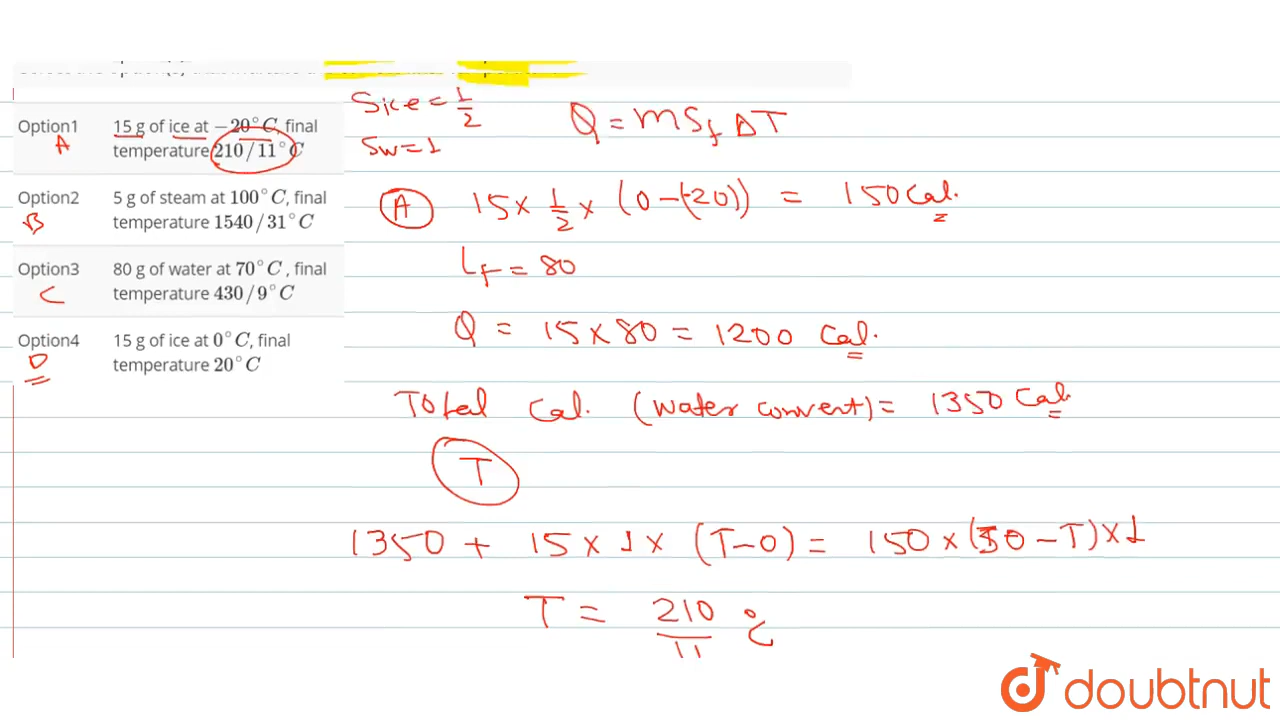 Sice = 1/2
Q = m Sf ΔT
Sw = 1
Option1 15 g of ice at −20°C, final
temperature 210/11°C
A
Option2 5 g of steam at 100°C, final
temperature 1540/31°C
B
Option3 80 g of water at 70°C , final
temperature 430/9°C
C
Option4 15 g of ice at 0°C, final
temperature 20°C
D
A 15 × 1/2 × (0 − (−20)) = 150 Cal.
Lf = 80
Q = 15 × 80 = 1200 Cal.
Total Cal. (water convert) = 1350 Cal.
T
1350 + 15 × 1 × (T − 0) = 150 × (30 − T) × 1
T = 210/11 °C
doubtnut